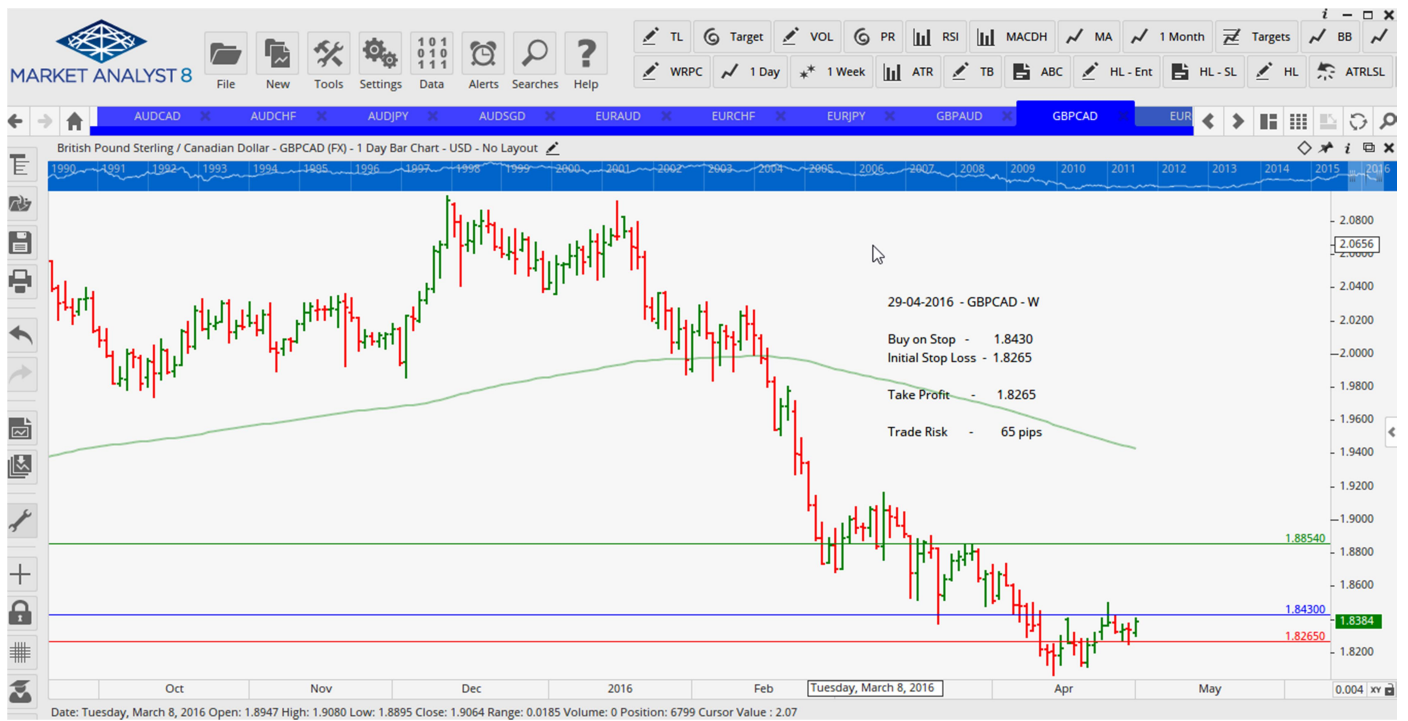 i
MARKET ANALYST 8
File
New
Tools
Settings
101
010
111
Data
Alerts
Searches
?
Help
TL
Target
VOL
PR
RSI
MACDH
MA
1 Month
Targets
BB
WRPC
1 Day
1 Week
ATR
TB
ABC
HL - Ent
HL - SL
HL
ATRLSL
AUDCAD
AUDCHF
AUDJPY
AUDSGD
EURAUD
EURCHF
EURJPY
GBPAUD
GBPCAD
EUR
British Pound Sterling / Canadian Dollar - GBPCAD (FX) - 1 Day Bar Chart - USD - No Layout
i
1990 1991 1992 1993 1994 1985 1996 1997 1998 1999 2000 2001 2002 2003 2004 2005 2006 2007 2008 2009 2010 2011 2012 2013 2014 2015 2016
2.0800
2.0656
2.0600
2.0400
2.0200
2.0000
1.9800
1.9600
1.9400
1.9200
1.9000
1.8800
1.8600
1.8384
1.8200
29-04-2016 - GBPCAD - W
Buy on Stop - 1.8430
Initial Stop Loss - 1.8265
Take Profit - 1.8265
Trade Risk - 65 pips
1.88540
1.84300
1.82650
Oct
Nov
Dec
2016
Feb
Tuesday, March 8, 2016
Apr
May
0.004
XY
Date: Tuesday, March 8, 2016 Open: 1.8947 High: 1.9080 Low: 1.8895 Close: 1.9064 Range: 0.0185 Volume: 0 Position: 6799 Cursor Value : 2.07